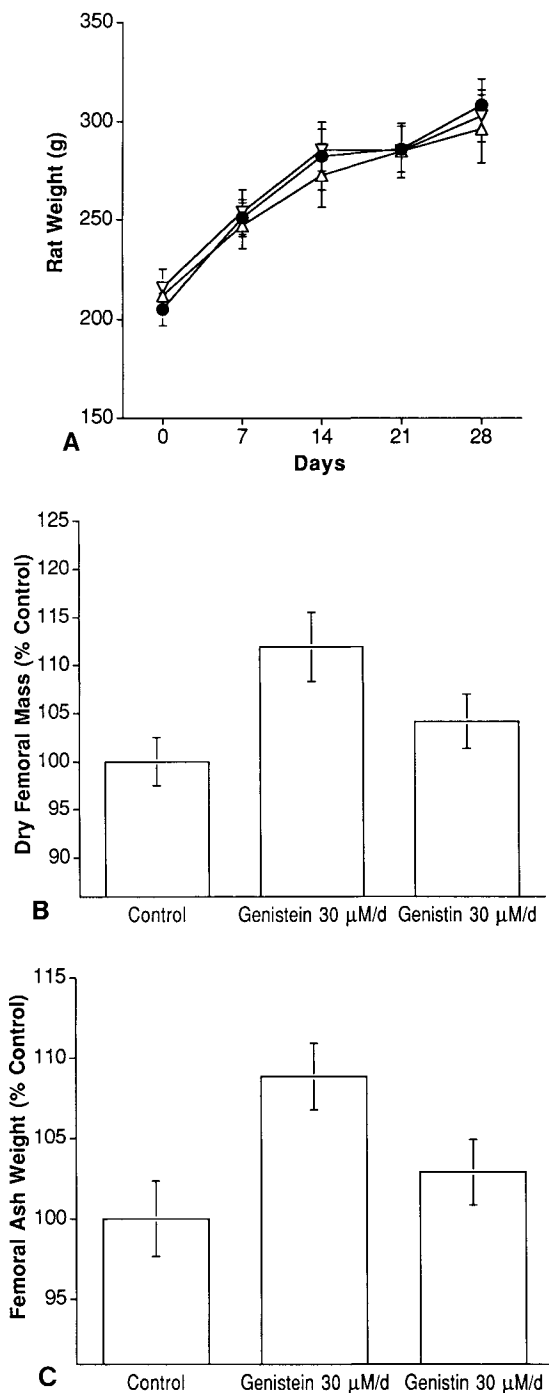 350
300
250
200
150
Rat Weight (g)
0 7 14 21 28
Days
A
125
120
115
110
105
100
95
90
Dry Femoral Mass (% Control)
Control Genistein 30 µM/d Genistin 30 µM/d
B
115
110
105
100
95
Femoral Ash Weight (% Control)
Control Genistein 30 µM/d Genistin 30 µM/d
C